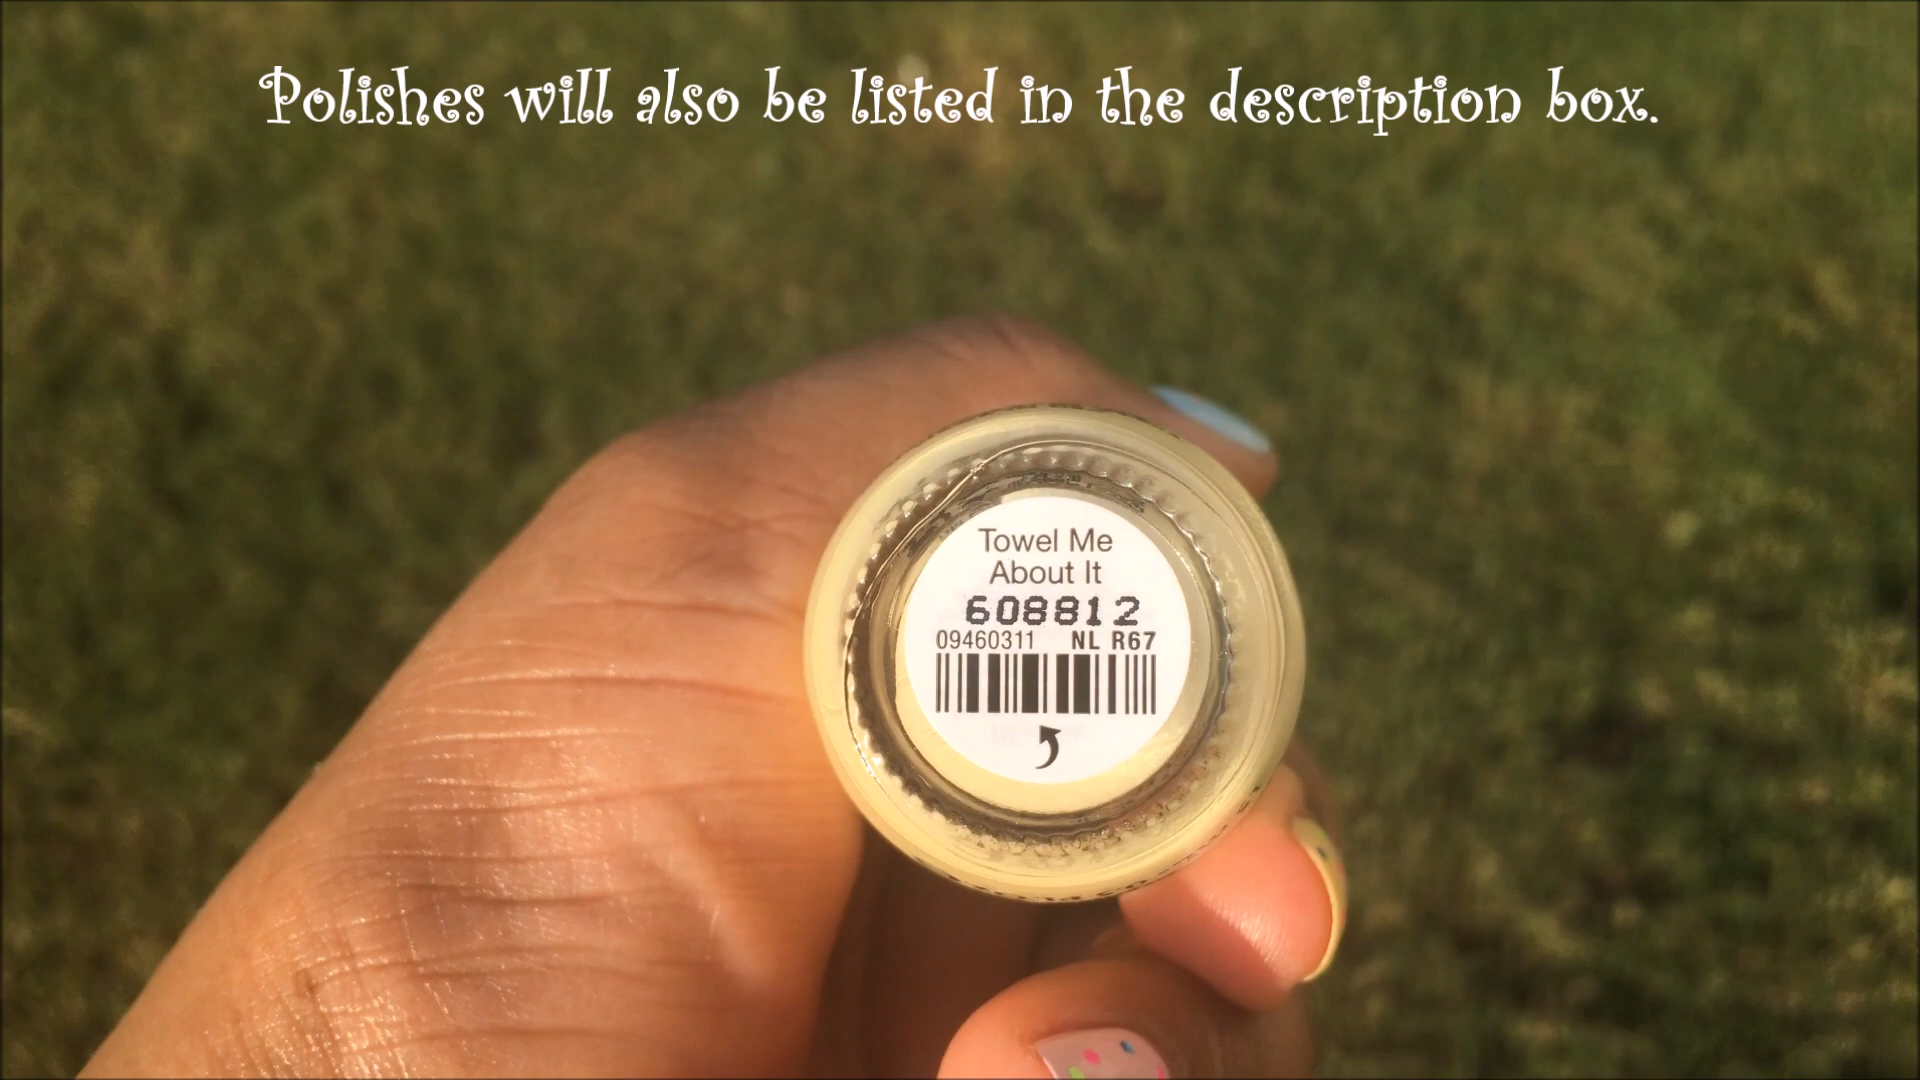 Polishes will also be listed in the description box.
Towel Me
About It
608812
09460311 NL R67